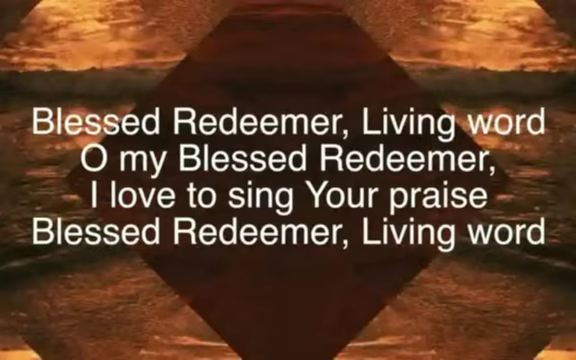 Blessed Redeemer, Living word
O my Blessed Redeemer,
I love to sing Your praise
Blessed Redeemer, Living word